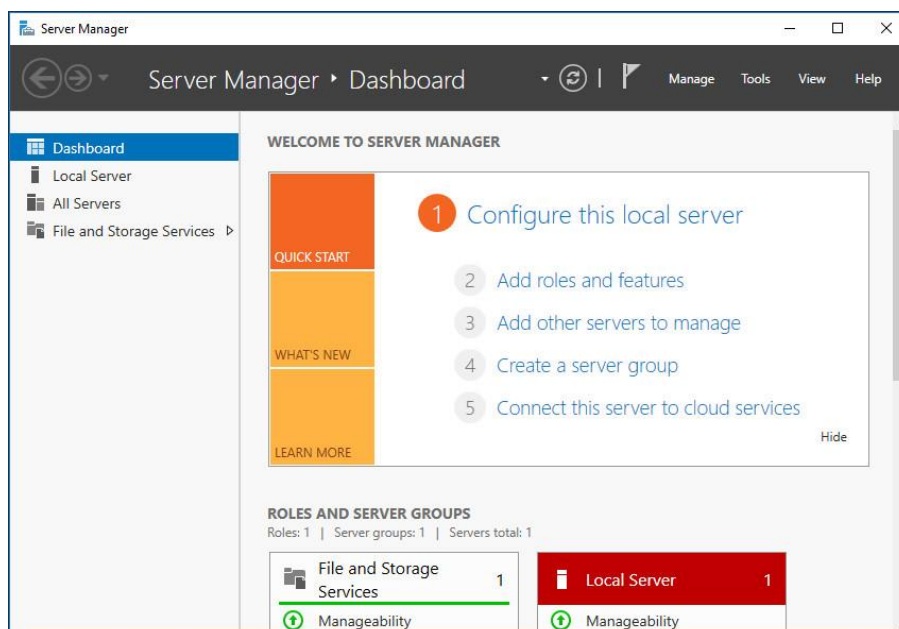 Server Manager
Server Manager ‣ Dashboard
Manage Tools View Help
Dashboard
Local Server
All Servers
File and Storage Services
WELCOME TO SERVER MANAGER
QUICK START
WHAT'S NEW
LEARN MORE
1 Configure this local server
2 Add roles and features
3 Add other servers to manage
4 Create a server group
5 Connect this server to cloud services
Hide
ROLES AND SERVER GROUPS
Roles: 1 | Server groups: 1 | Servers total: 1
File and Storage
Services 1
Manageability
Local Server 1
Manageability